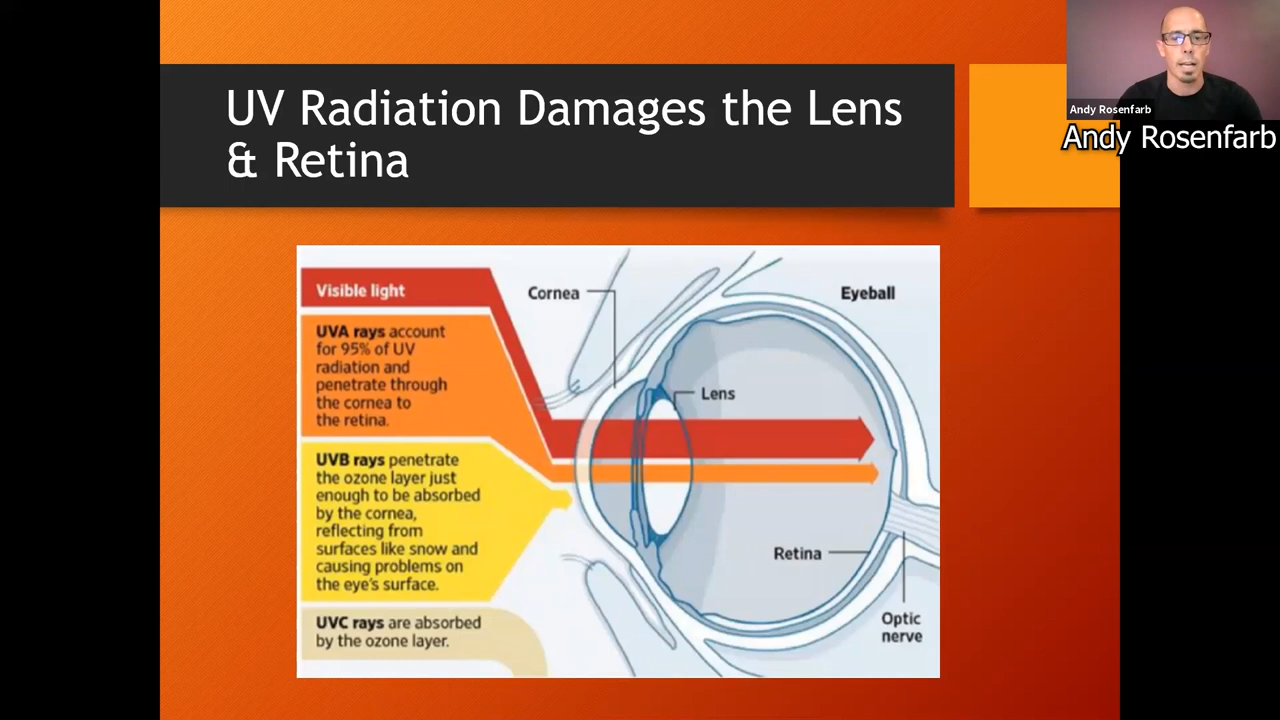 UV Radiation Damages the Lens
& Retina
Andy Rosenfarb
Andy Rosenfarb
Visible light
UVA rays account
for 95% of UV
radiation and
penetrate through
the cornea to
the retina.
UVB rays penetrate
the ozone layer just
enough to be absorbed
by the cornea,
reflecting from
surfaces like snow and
causing problems on
the eye's surface.
UVC rays are absorbed
by the ozone layer.
Cornea
Eyeball
Lens
Retina
Optic
nerve